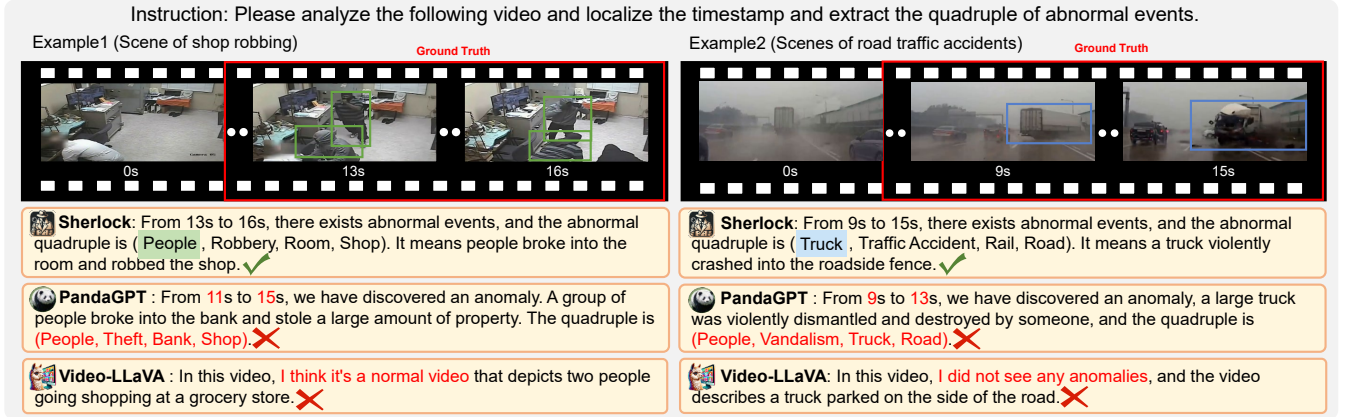 Instruction: Please analyze the following video and localize the timestamp and extract the quadruple of abnormal events.
Example1 (Scene of shop robbing)
Ground Truth
0s
13s
16s
Sherlock: From 13s to 16s, there exists abnormal events, and the abnormal
quadruple is ( People , Robbery, Room, Shop). It means people broke into the
room and robbed the shop.
PandaGPT : From 11s to 15s, we have discovered an anomaly. A group of
people broke into the bank and stole a large amount of property. The quadruple is
(People, Theft, Bank, Shop).
Video-LLaVA : In this video, I think it's a normal video that depicts two people
going shopping at a grocery store.
Example2 (Scenes of road traffic accidents)
Ground Truth
0s
9s
15s
Sherlock: From 9s to 15s, there exists abnormal events, and the abnormal
quadruple is ( Truck , Traffic Accident, Rail, Road). It means a truck violently
crashed into the roadside fence.
PandaGPT : From 9s to 13s, we have discovered an anomaly, a large truck
was violently dismantled and destroyed by someone, and the quadruple is
(People, Vandalism, Truck, Road).
Video-LLaVA: In this video, I did not see any anomalies, and the video
describes a truck parked on the side of the road.